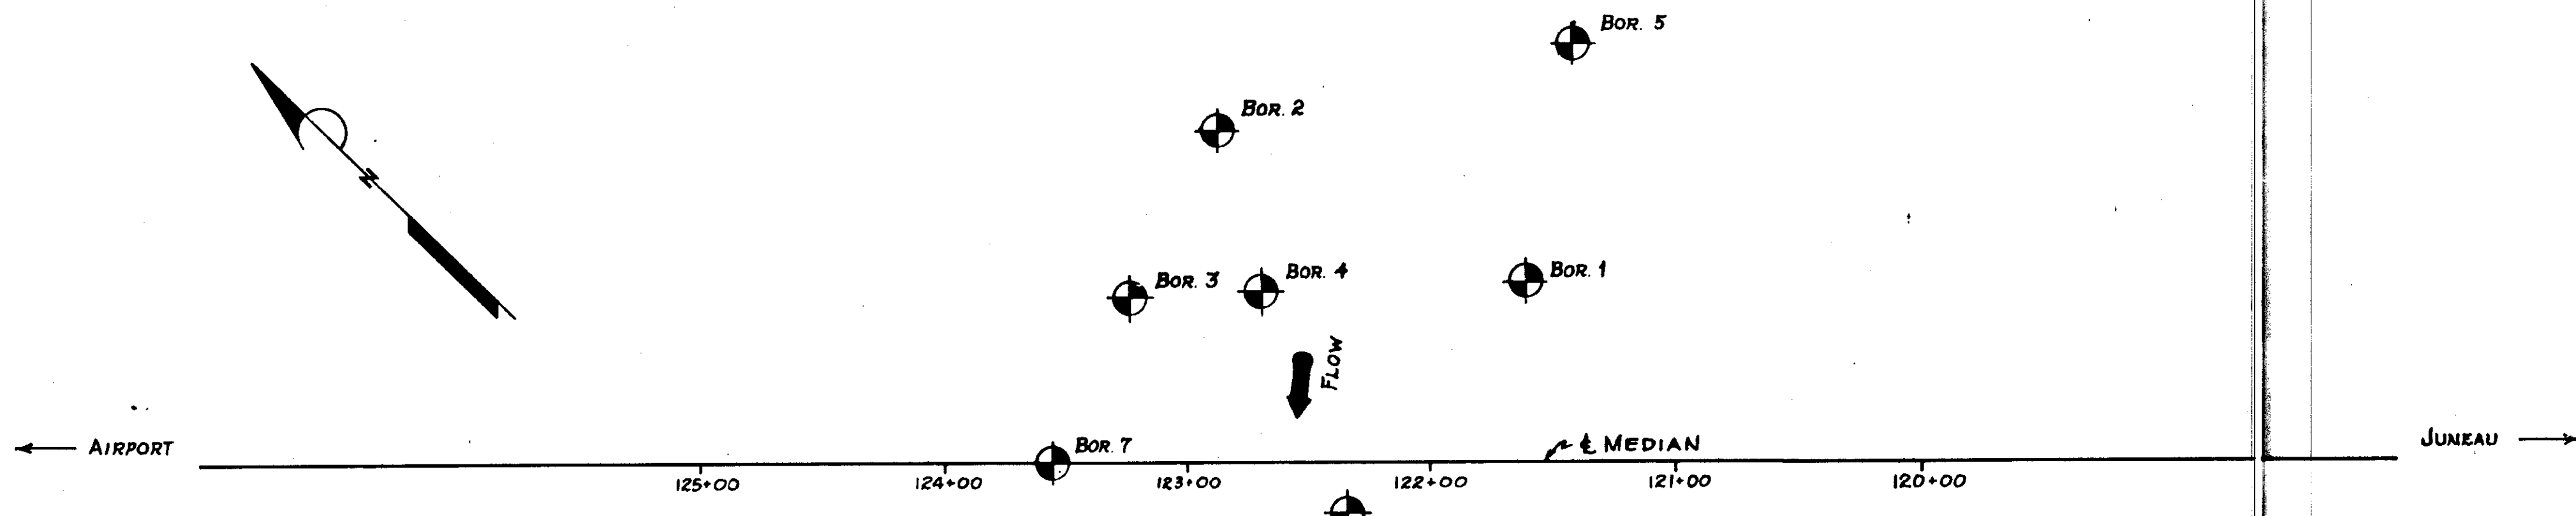 BOR. 5
BOR. 2
N
BOR. 3
BOR. 4
BOR. 1
FLOW
AIRPORT
BOR. 7
℄ MEDIAN
JUNEAU
125+00
124+00
123+00
122+00
121+00
120+00